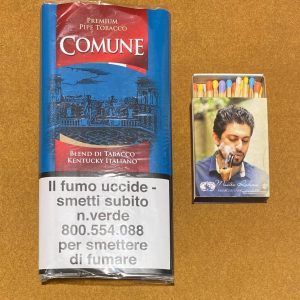 PREMIUM
PIPE TOBACCO
COMUNE
BLEND DI TABACCO
KENTUCKY ITALIANO
Il fumo uccide -
smetti subito
n.verde
800.554.088
per smettere
di fumare